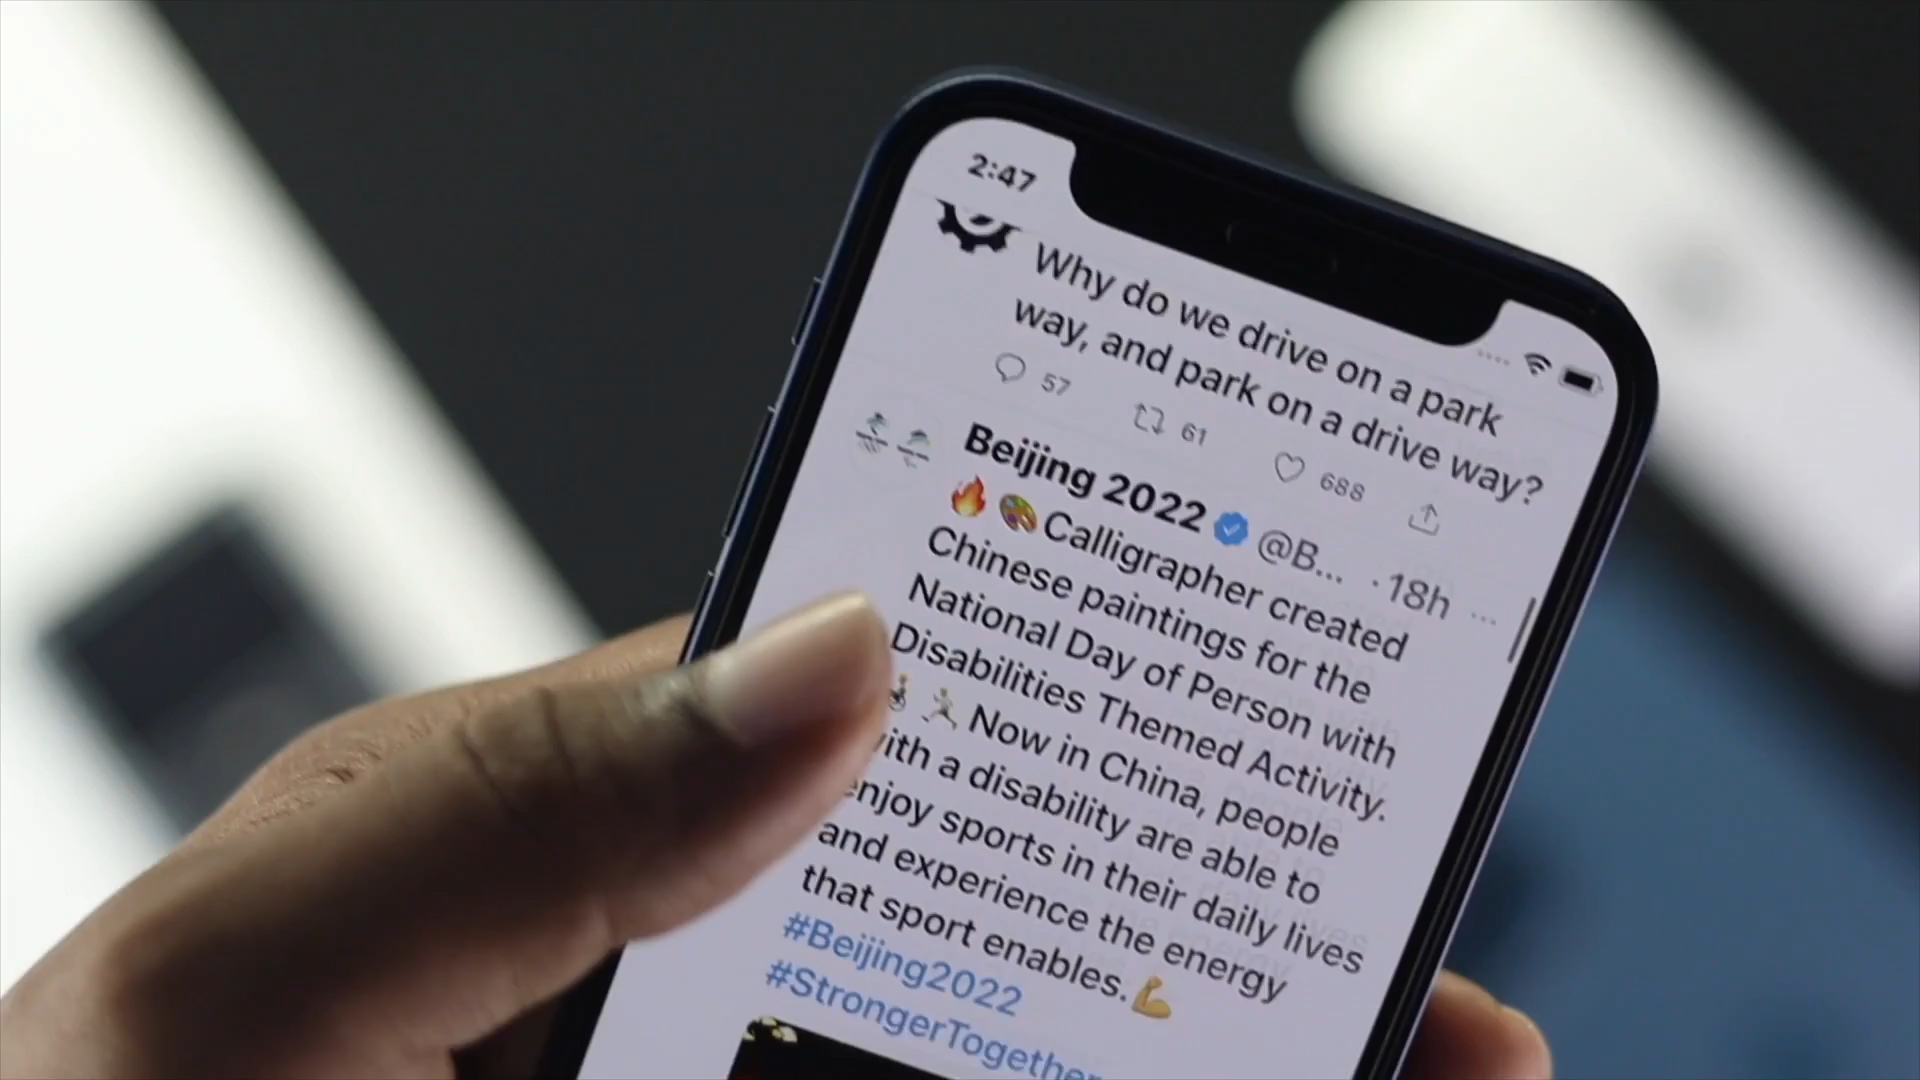 2:47
Why do we drive on a park
way, and park on a drive way?
57 61 688
Beijing 2022 @B... · 18h ...
🔥 🎨 Calligrapher created
Chinese paintings for the
National Day of Person with
Disabilities Themed Activity.
Now in China, people
with a disability are able to
enjoy sports in their daily lives
and experience the energy
that sport enables. 💪
#Beijing2022
#StrongerTogether